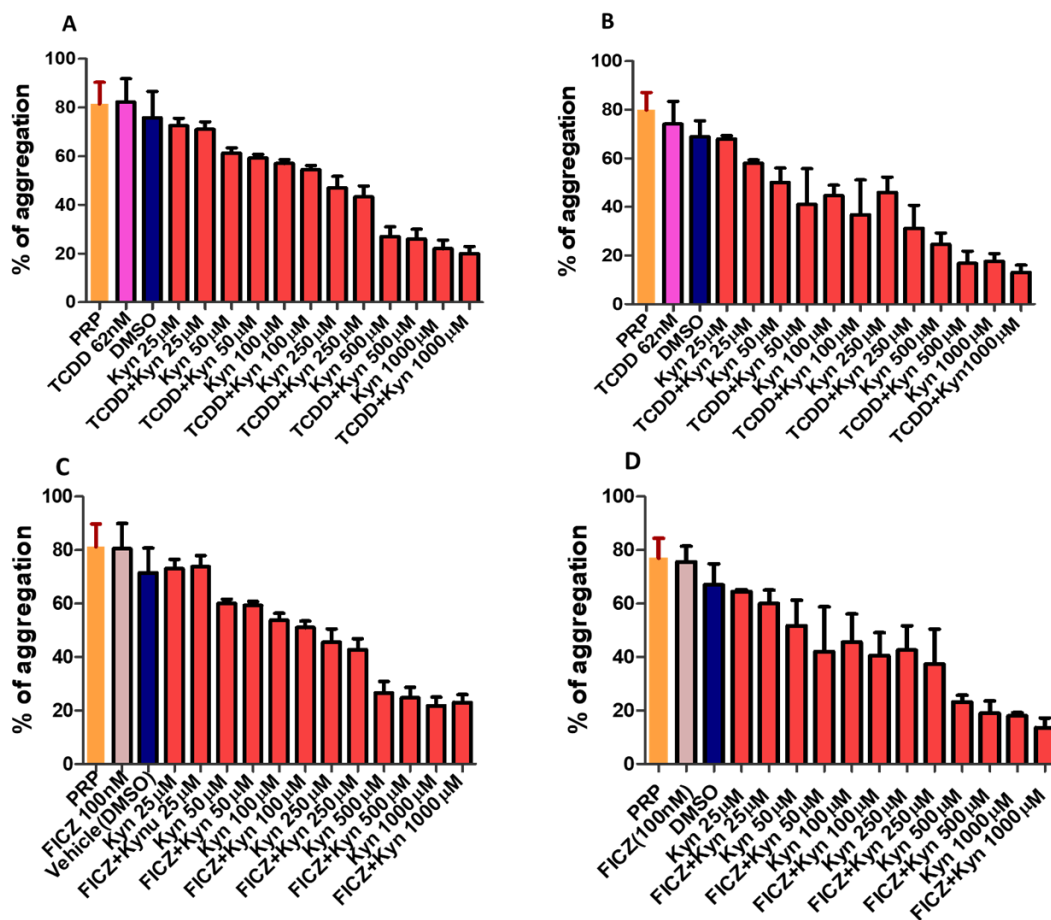 A
% of aggregation
100
80
60
40
20
0
PRP
TCDD 62nM
DMSO
Kyn 25μM
TCDD+Kyn 25μM
Kyn 50μM
TCDD+Kyn 50μM
Kyn 100μM
TCDD+Kyn 100μM
Kyn 250μM
TCDD+Kyn 250μM
Kyn 500μM
TCDD+Kyn 500μM
Kyn 1000μM
TCDD+Kyn 1000μM
B
% of aggregation
100
80
60
40
20
0
PRP
TCDD 62nM
DMSO
Kyn 25μM
TCDD+Kyn 25μM
Kyn 50μM
TCDD+Kyn 50μM
Kyn 100μM
TCDD+Kyn 100μM
Kyn 250μM
TCDD+Kyn 250μM
Kyn 500μM
TCDD+Kyn 500μM
Kyn 1000μM
TCDD+Kyn1000μM
C
% of aggregation
100
80
60
40
20
0
PRP
FICZ 100nM
Vehicle(DMSO)
Kyn 25μM
FICZ+Kynu 25μM
Kyn 50μM
FICZ+Kyn 50μM
Kyn 100μM
FICZ+Kyn 100μM
Kyn 250μM
FICZ+Kyn 250μM
Kyn 500μM
FICZ+Kyn 500μM
Kyn 1000μM
FICZ+Kyn 1000μM
D
% of aggregation
100
80
60
40
20
0
PRP
FICZ(100nM)
DMSO
Kyn 25μM
FICZ+Kyn 25μM
Kyn 50μM
FICZ+Kyn 50μM
Kyn 100μM
FICZ+Kyn 100μM
Kyn 250μM
FICZ+Kyn 250μM
Kyn 500μM
FICZ+Kyn 500μM
Kyn 1000μM
FICZ+Kyn 1000μM